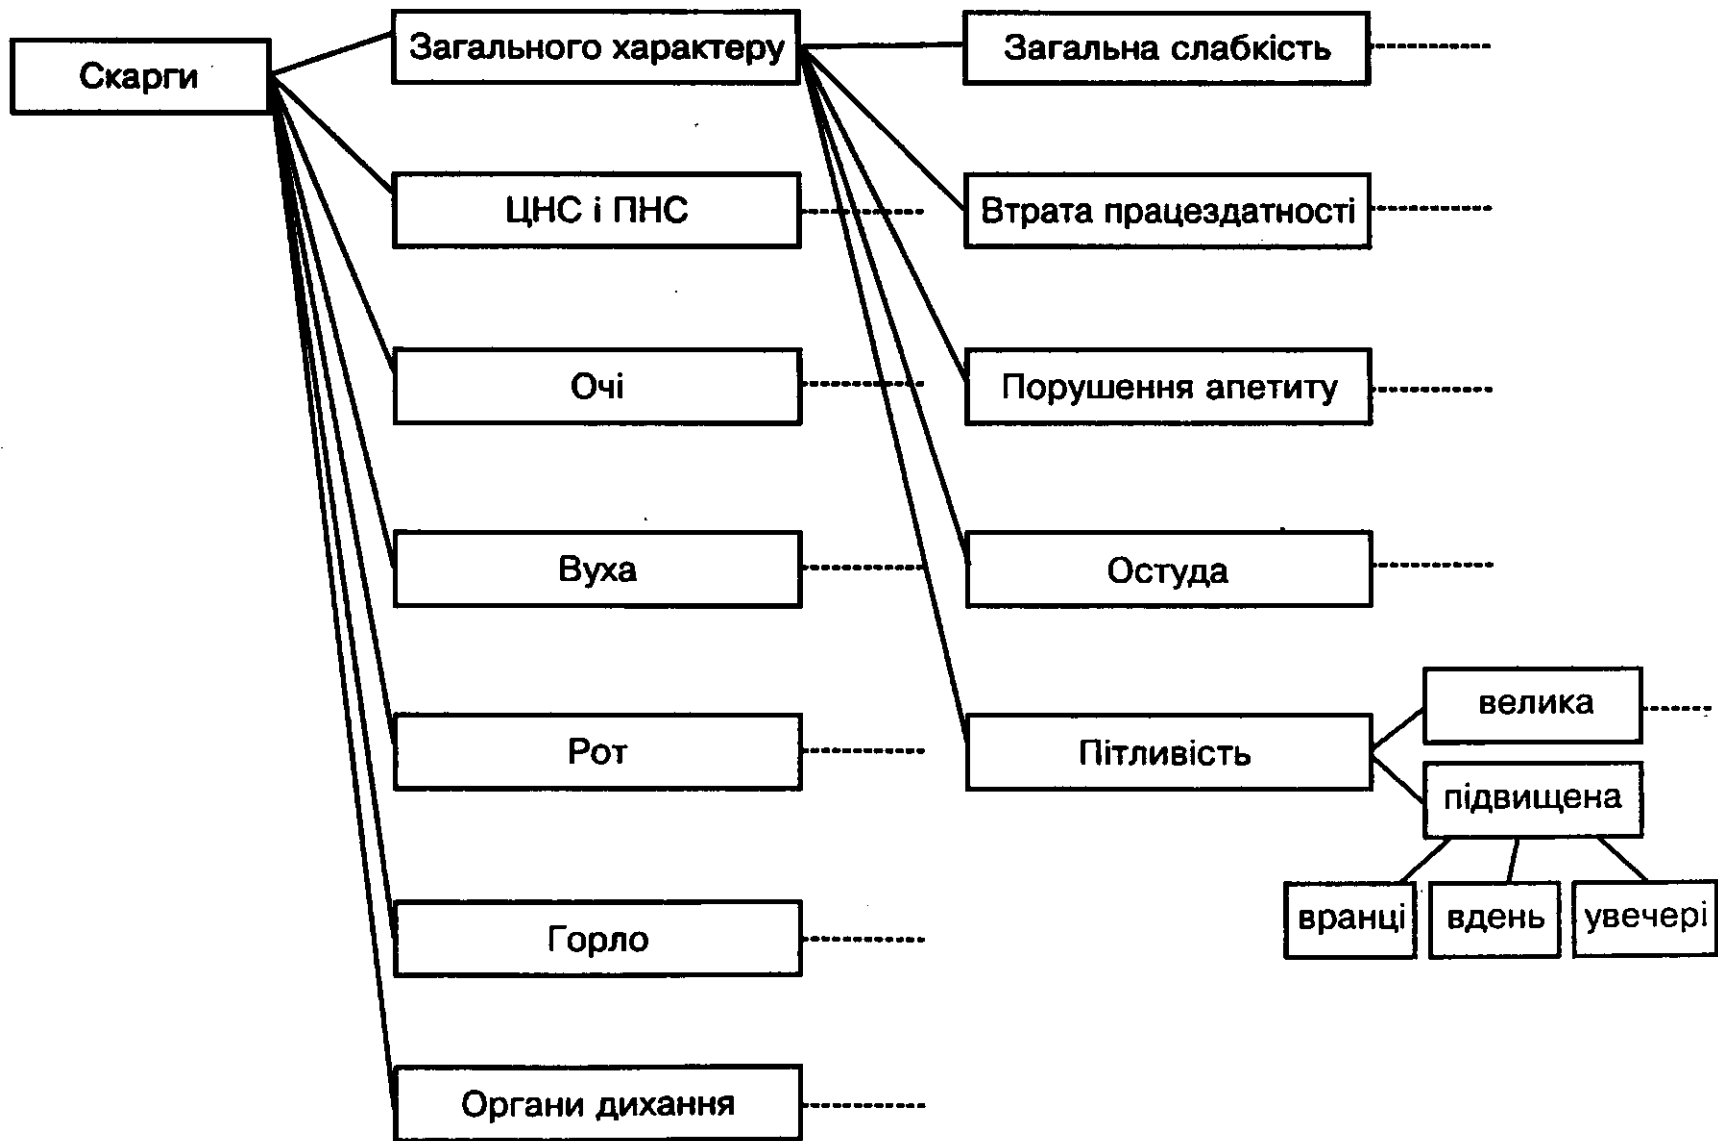 Скарги
Загального характеру
Загальна слабкість
ЦНС і ПНС
Втрата працездатності
Очі
Порушення апетиту
Вуха
Остуда
Рот
Пітливість
велика
підвищена
вранці
вдень
увечері
Горло
Органи дихання